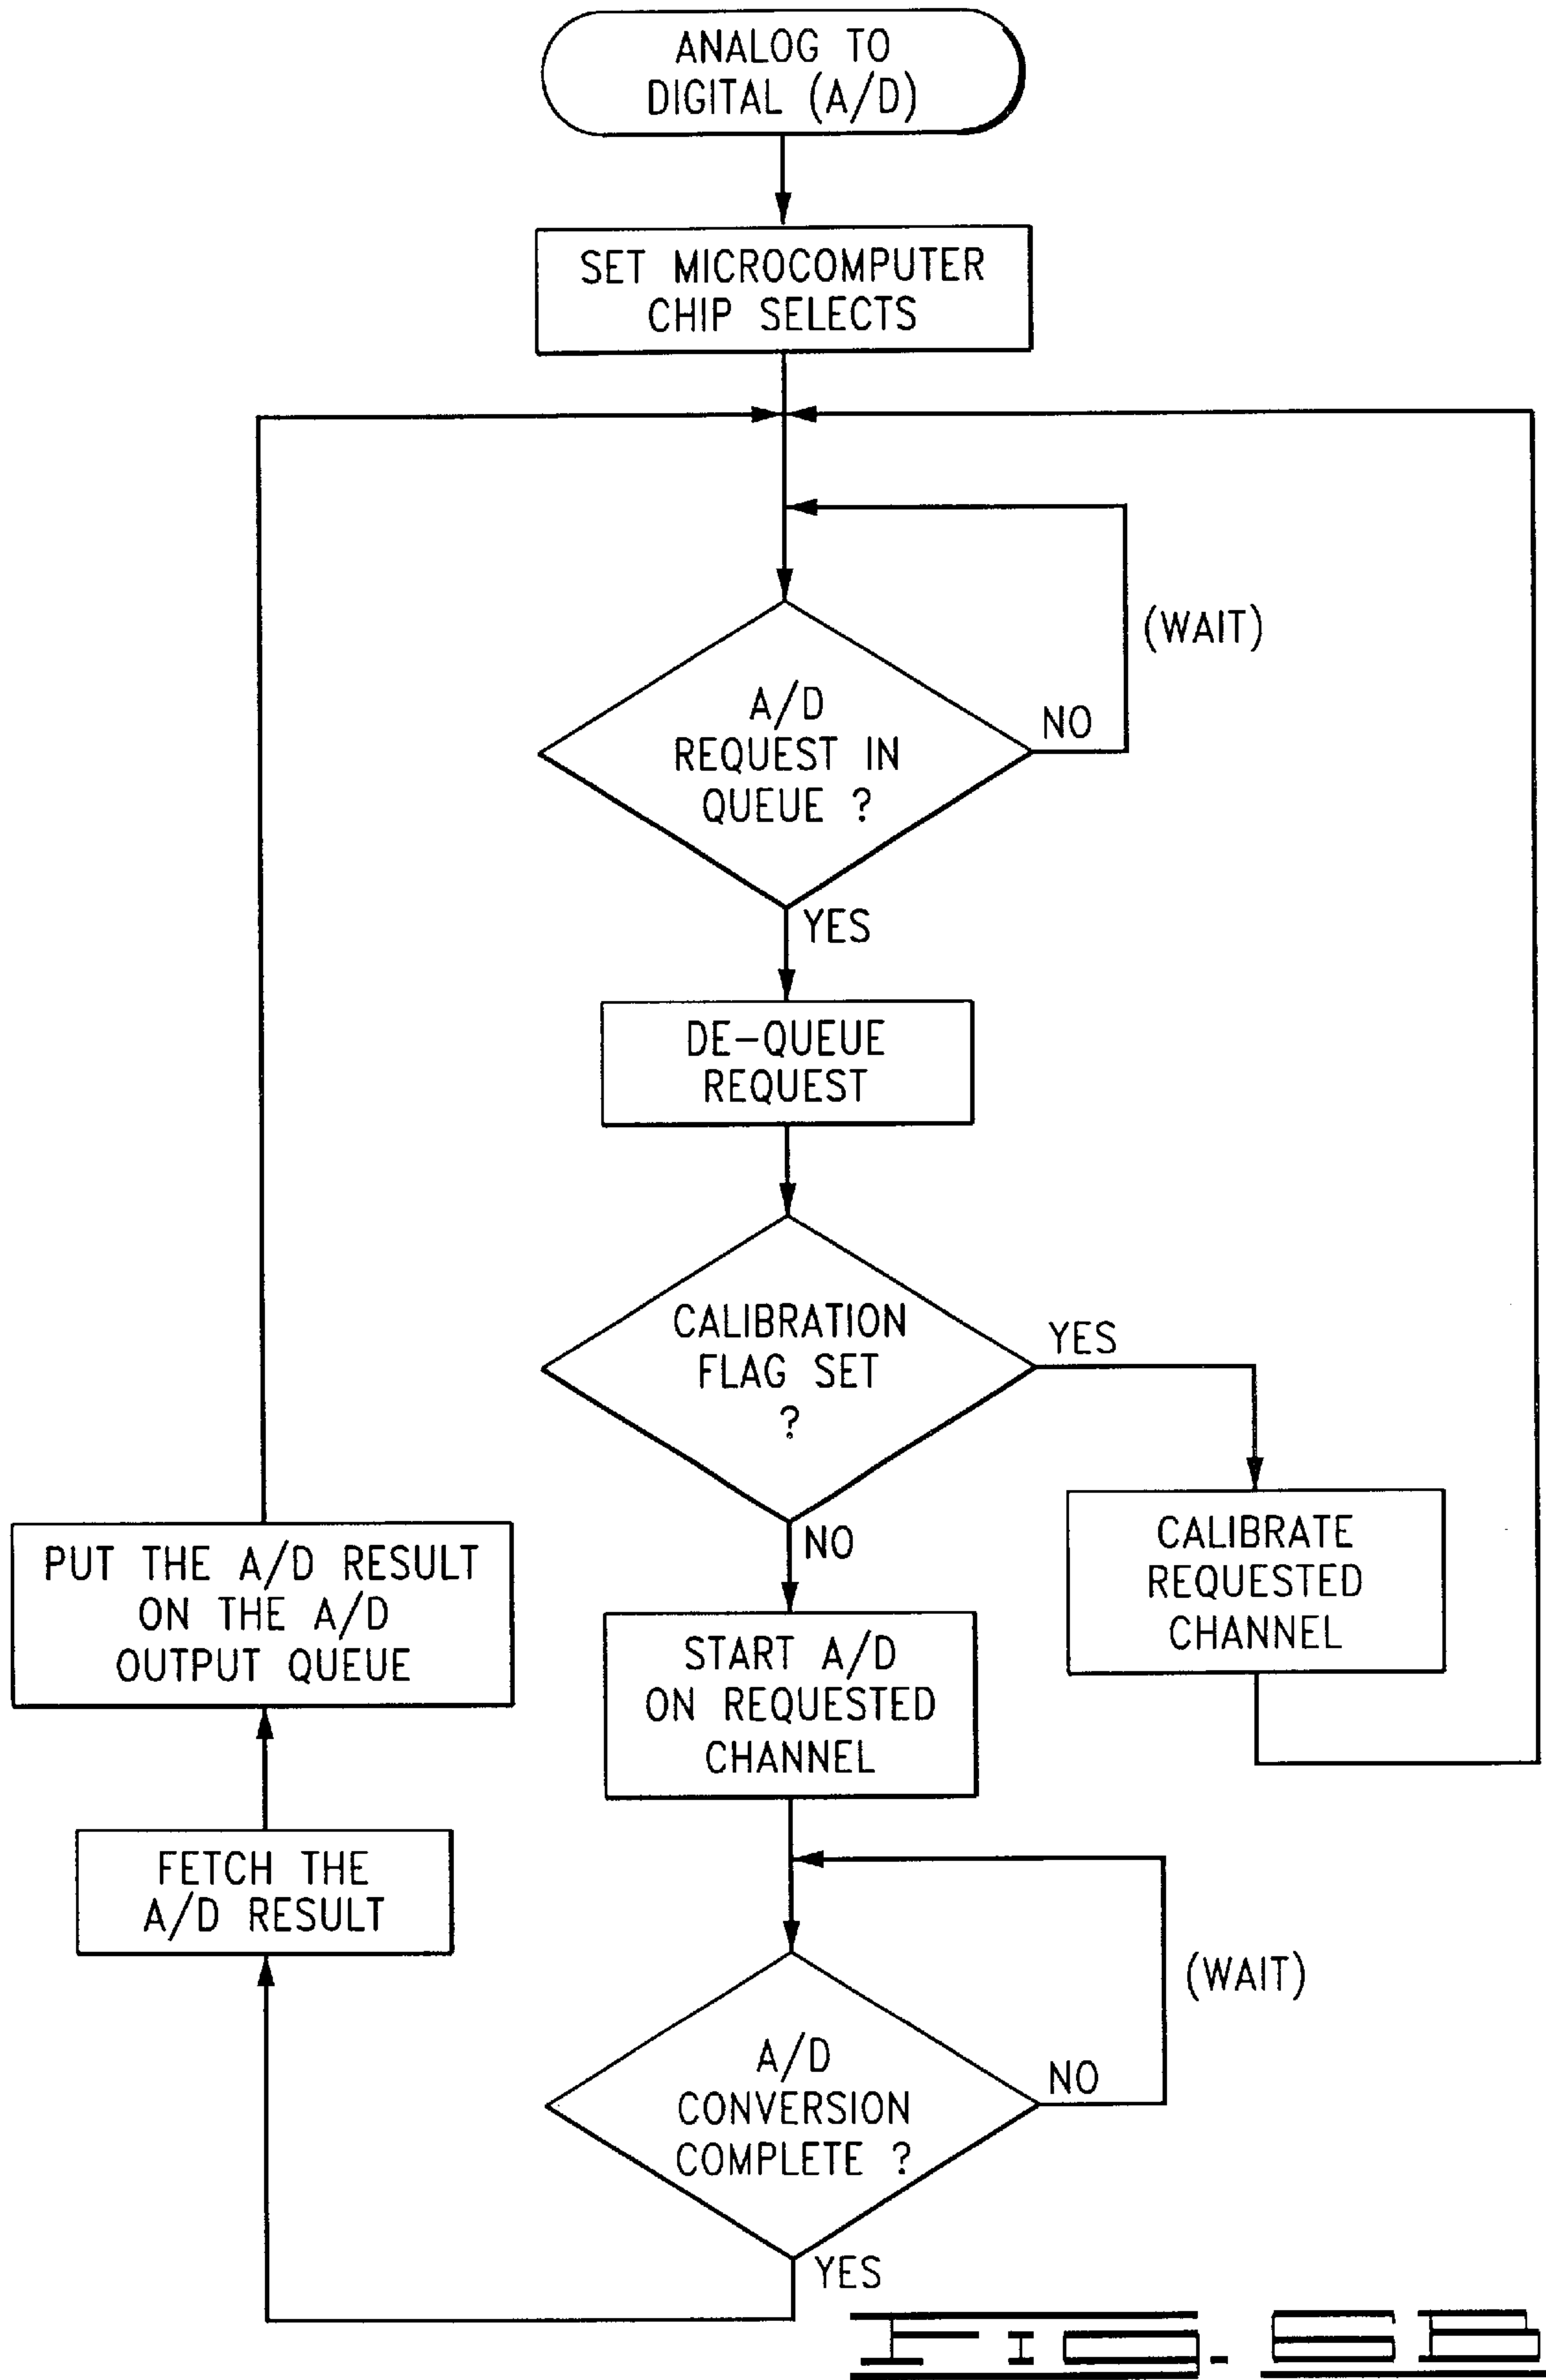 ANALOG TO
DIGITAL (A/D)
SET MICROCOMPUTER
CHIP SELECTS
(WAIT)
A/D
REQUEST IN
QUEUE ?
NO
YES
DE-QUEUE
REQUEST
CALIBRATION
FLAG SET
?
YES
NO
CALIBRATE
REQUESTED
CHANNEL
PUT THE A/D RESULT
ON THE A/D
OUTPUT QUEUE
START A/D
ON REQUESTED
CHANNEL
FETCH THE
A/D RESULT
(WAIT)
A/D
CONVERSION
COMPLETE ?
NO
YES